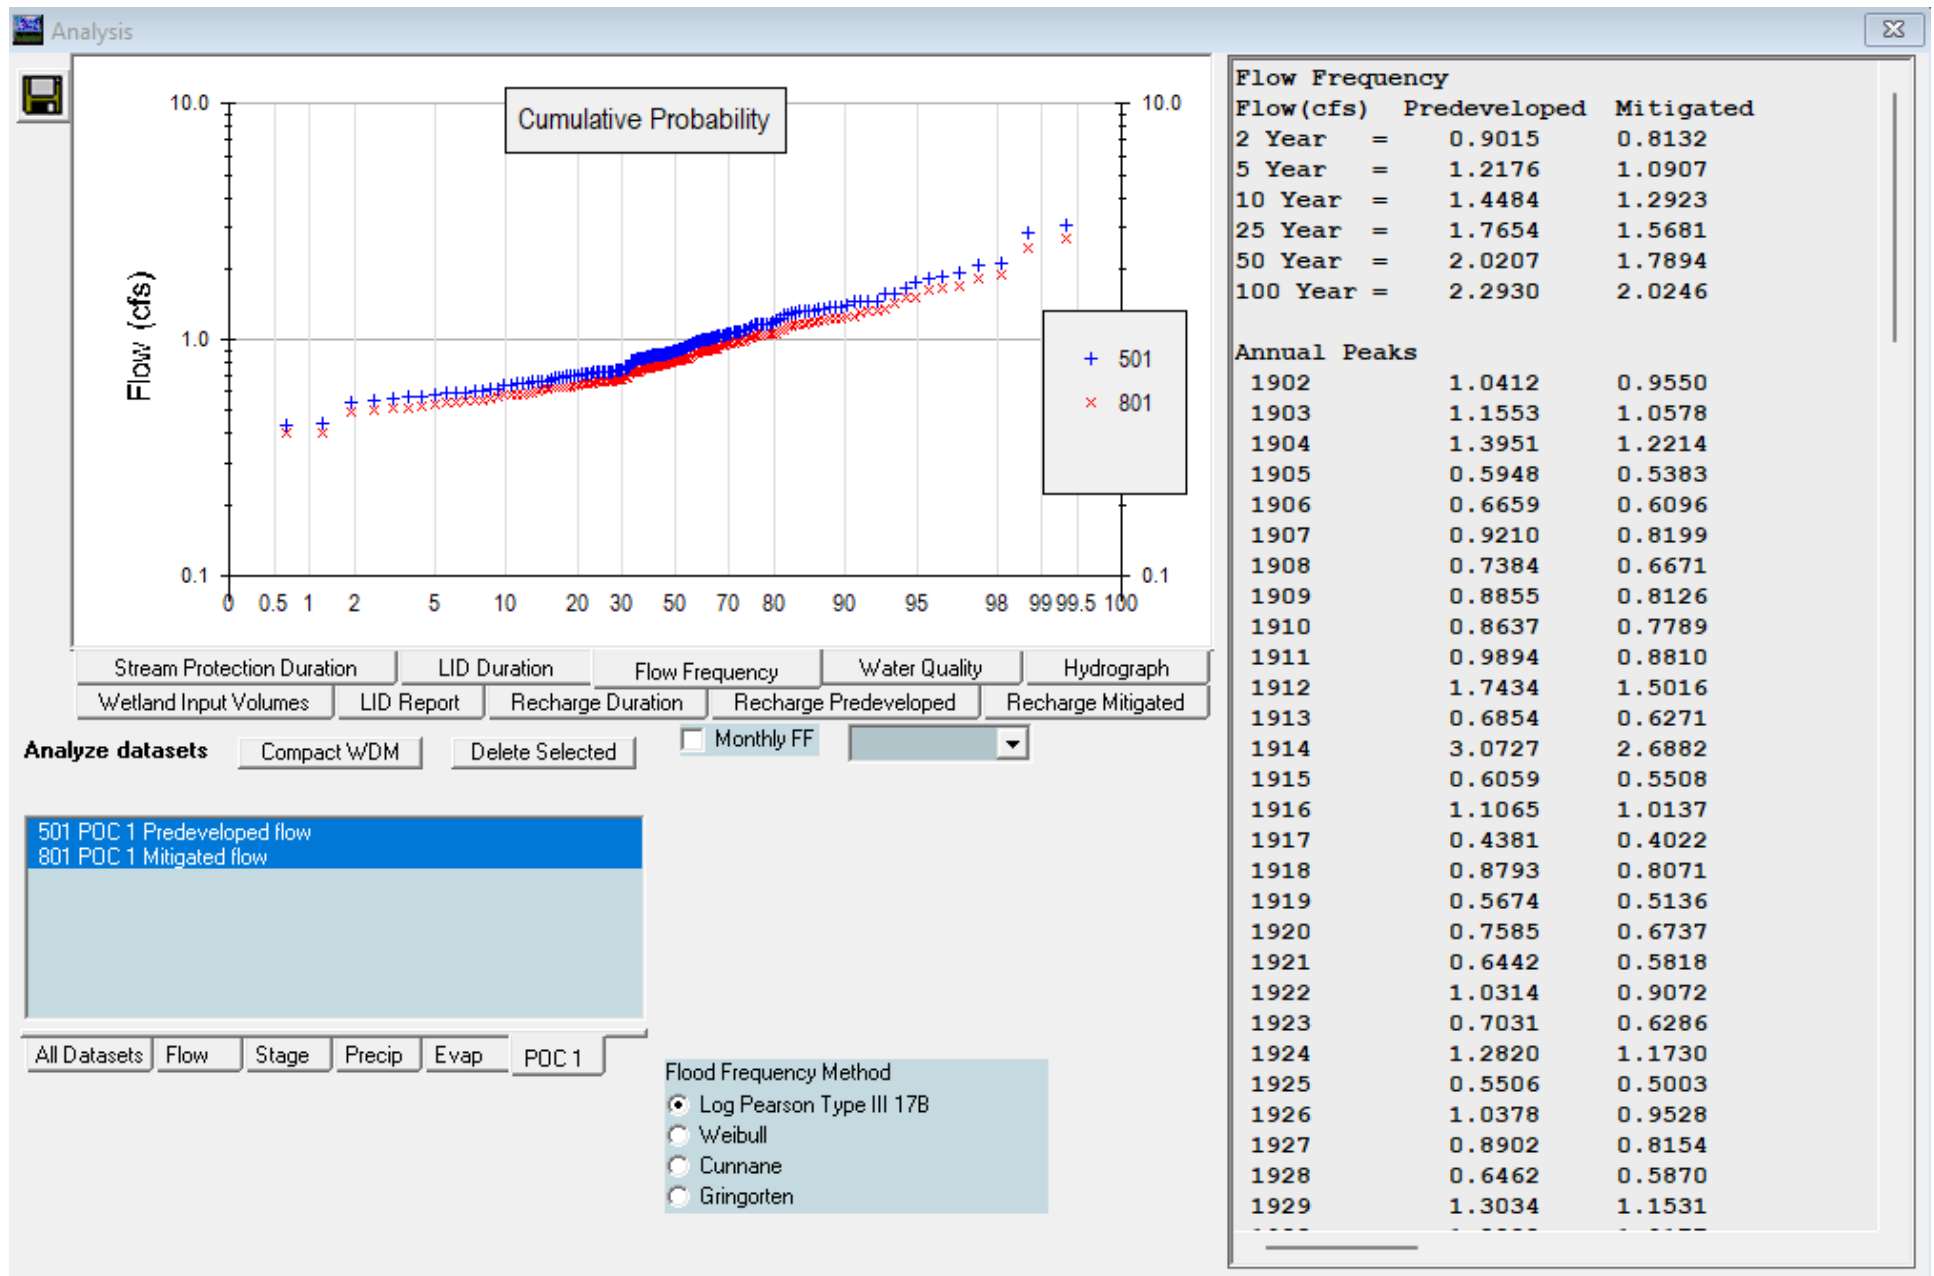 Analysis
Cumulative Probability
10.0
1.0
0.1
10.0
0.1
Flow (cfs)
0 0.5 1 2 5 10 20 30 50 70 80 90 95 98 99 99.5 100
501
801
Stream Protection Duration LID Duration Flow Frequency Water Quality Hydrograph
Wetland Input Volumes LID Report Recharge Duration Recharge Predeveloped Recharge Mitigated
Analyze datasets Compact WDM Delete Selected Monthly FF
501 POC 1 Predeveloped flow
801 POC 1 Mitigated flow
All Datasets Flow Stage Precip Evap POC 1
Flood Frequency Method
Log Pearson Type III 17B
Weibull
Cunnane
Gringorten
Flow Frequency
Flow(cfs) Predeveloped Mitigated
2 Year = 0.9015 0.8132
5 Year = 1.2176 1.0907
10 Year = 1.4484 1.2923
25 Year = 1.7654 1.5681
50 Year = 2.0207 1.7894
100 Year = 2.2930 2.0246
Annual Peaks
1902 1.0412 0.9550
1903 1.1553 1.0578
1904 1.3951 1.2214
1905 0.5948 0.5383
1906 0.6659 0.6096
1907 0.9210 0.8199
1908 0.7384 0.6671
1909 0.8855 0.8126
1910 0.8637 0.7789
1911 0.9894 0.8810
1912 1.7434 1.5016
1913 0.6854 0.6271
1914 3.0727 2.6882
1915 0.6059 0.5508
1916 1.1065 1.0137
1917 0.4381 0.4022
1918 0.8793 0.8071
1919 0.5674 0.5136
1920 0.7585 0.6737
1921 0.6442 0.5818
1922 1.0314 0.9072
1923 0.7031 0.6286
1924 1.2820 1.1730
1925 0.5506 0.5003
1926 1.0378 0.9528
1927 0.8902 0.8154
1928 0.6462 0.5870
1929 1.3034 1.1531